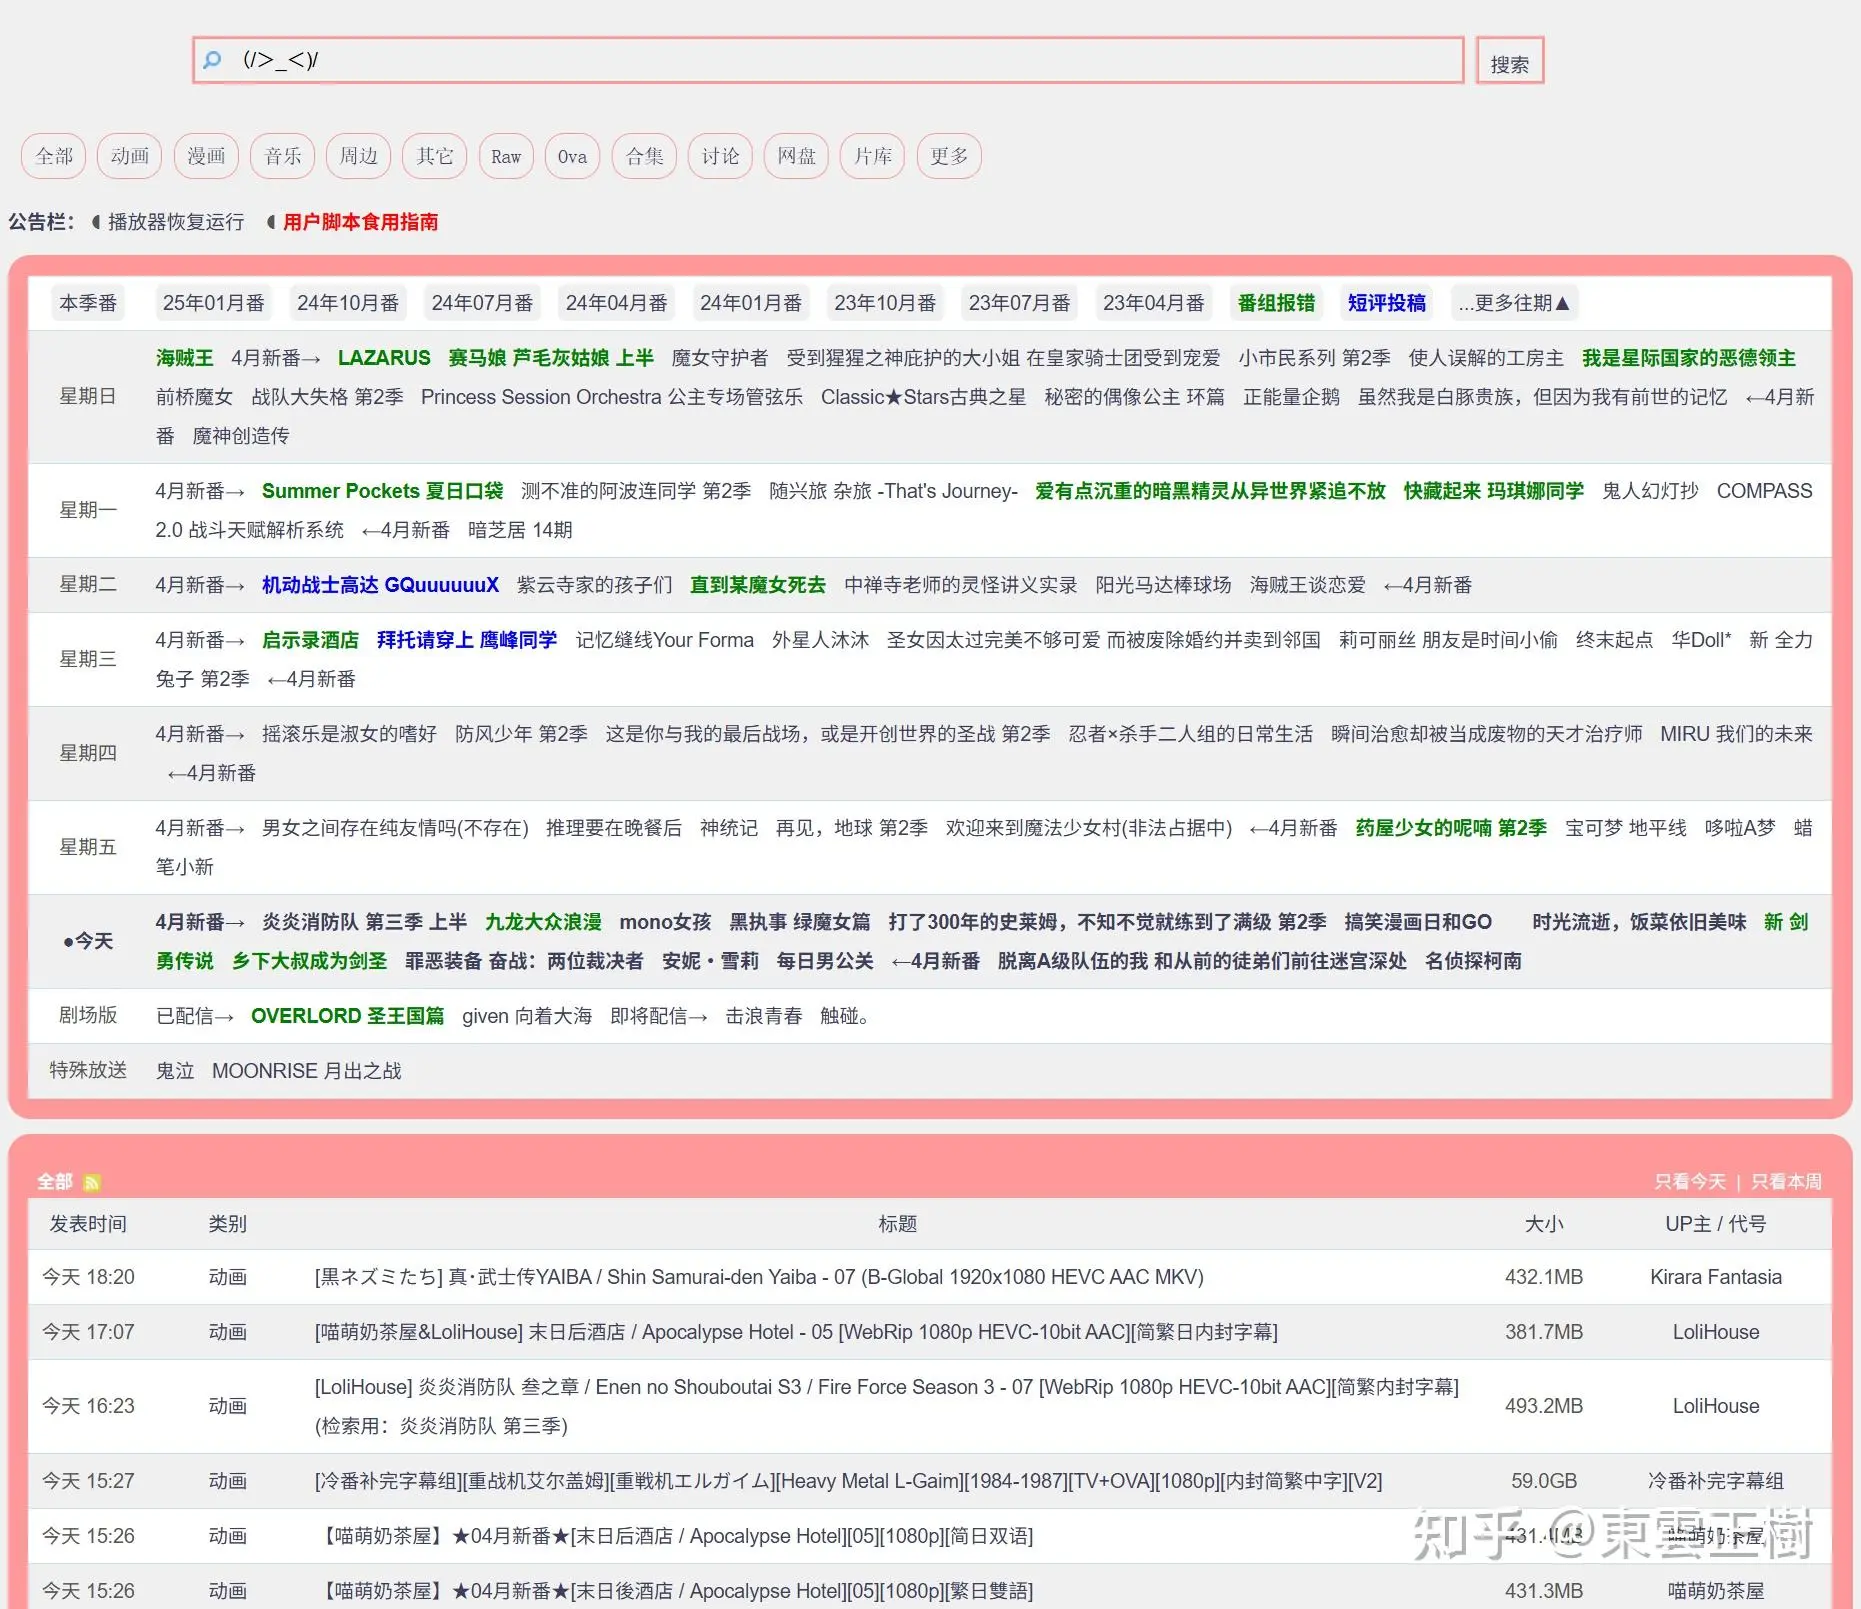 (/＞_＜)/ 搜索
全部 动画 漫画 音乐 周边 其它 Raw Ova 合集 讨论 网盘 片库 更多
公告栏： ◖播放器恢复运行 ◖用户脚本食用指南
本季番 25年01月番 24年10月番 24年07月番 24年04月番 24年01月番 23年10月番 23年07月番 23年04月番 番组报错 短评投稿 ...更多往期▲
星期日
海贼王 4月新番→ LAZARUS 赛马娘 芦毛灰姑娘 上半 魔女守护者 受到猩猩之神庇护的大小姐 在皇家骑士团受到宠爱 小市民系列 第2季 使人误解的工房主 我是星际国家的恶德领主
前桥魔女 战队大失格 第2季 Princess Session Orchestra 公主专场管弦乐 Classic★Stars古典之星 秘密的偶像公主 环篇 正能量企鹅 虽然我是白豚贵族，但因为我有前世的记忆 ←4月新
番 魔神创造传
星期一
4月新番→ Summer Pockets 夏日口袋 测不准的阿波连同学 第2季 随兴旅 杂旅 -That's Journey- 爱有点沉重的暗黑精灵从异世界紧追不放 快藏起来 玛琪娜同学 鬼人幻灯抄 COMPASS
2.0 战斗天赋解析系统 ←4月新番 暗芝居 14期
星期二 4月新番→ 机动战士高达 GQuuuuuuX 紫云寺家的孩子们 直到某魔女死去 中禅寺老师的灵怪讲义实录 阳光马达棒球场 海贼王谈恋爱 ←4月新番
星期三
4月新番→ 启示录酒店 拜托请穿上 鹰峰同学 记忆缝线Your Forma 外星人沐沐 圣女因太过完美不够可爱 而被废除婚约并卖到邻国 莉可丽丝 朋友是时间小偷 终末起点 华Doll* 新 全力
兔子 第2季 ←4月新番
星期四
4月新番→ 摇滚乐是淑女的嗜好 防风少年 第2季 这是你与我的最后战场，或是开创世界的圣战 第2季 忍者×杀手二人组的日常生活 瞬间治愈却被当成废物的天才治疗师 MIRU 我们的未来
←4月新番
星期五
4月新番→ 男女之间存在纯友情吗(不存在) 推理要在晚餐后 神统记 再见，地球 第2季 欢迎来到魔法少女村(非法占据中) ←4月新番 药屋少女的呢喃 第2季 宝可梦 地平线 哆啦A梦 蜡
笔小新
●今天
4月新番→ 炎炎消防队 第三季 上半 九龙大众浪漫 mono女孩 黑执事 绿魔女篇 打了300年的史莱姆，不知不觉就练到了满级 第2季 搞笑漫画日和GO 时光流逝，饭菜依旧美味 新 剑
勇传说 乡下大叔成为剑圣 罪恶装备 奋战：两位裁决者 安妮·雪莉 每日男公关 ←4月新番 脱离A级队伍的我 和从前的徒弟们前往迷宫深处 名侦探柯南
剧场版 已配信→ OVERLORD 圣王国篇 given 向着大海 即将配信→ 击浪青春 触碰。
特殊放送 鬼泣 MOONRISE 月出之战
全部 只看今天 | 只看本周
发表时间 类别 标题 大小 UP主 / 代号
今天 18:20 动画 [黒ネズミたち] 真·武士传YAIBA / Shin Samurai-den Yaiba - 07 (B-Global 1920x1080 HEVC AAC MKV) 432.1MB Kirara Fantasia
今天 17:07 动画 [喵萌奶茶屋&LoliHouse] 末日后酒店 / Apocalypse Hotel - 05 [WebRip 1080p HEVC-10bit AAC][简繁日内封字幕] 381.7MB LoliHouse
今天 16:23 动画 [LoliHouse] 炎炎消防队 叁之章 / Enen no Shouboutai S3 / Fire Force Season 3 - 07 [WebRip 1080p HEVC-10bit AAC][简繁内封字幕] 493.2MB LoliHouse
(检索用：炎炎消防队 第三季)
今天 15:27 动画 [冷番补完字幕组][重战机艾尔盖姆][重戦机エルガイム][Heavy Metal L-Gaim][1984-1987][TV+OVA][1080p][内封简繁中字][V2] 59.0GB 冷番补完字幕组
今天 15:26 动画 【喵萌奶茶屋】★04月新番★[末日后酒店 / Apocalypse Hotel][05][1080p][简日双语] 431.4MB 喵萌奶茶屋
知乎 @東雲正樹
今天 15:26 动画 【喵萌奶茶屋】★04月新番★[末日後酒店 / Apocalypse Hotel][05][1080p][繁日雙語] 431.3MB 喵萌奶茶屋